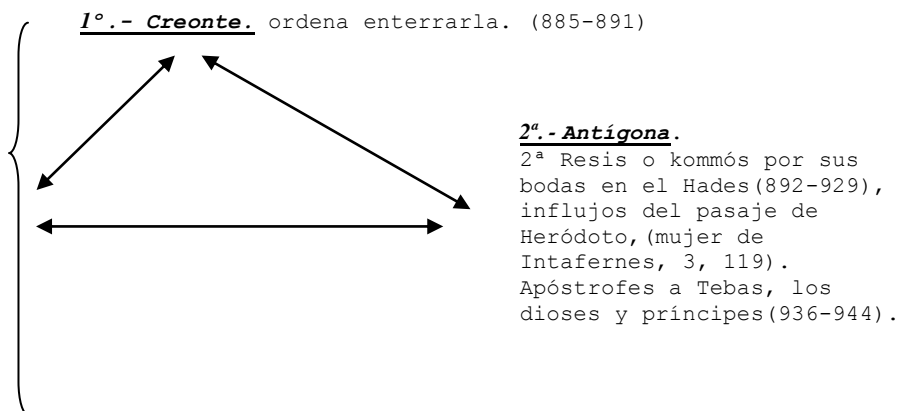 1º.- Creonte. ordena enterrarla. (885-891)
2ª.- Antígona.
2ª Resis o kommós por sus
bodas en el Hades(892-929),
influjos del pasaje de
Heródoto,(mujer de
Intafernes, 3, 119).
Apóstrofes a Tebas, los
dioses y príncipes(936-944).